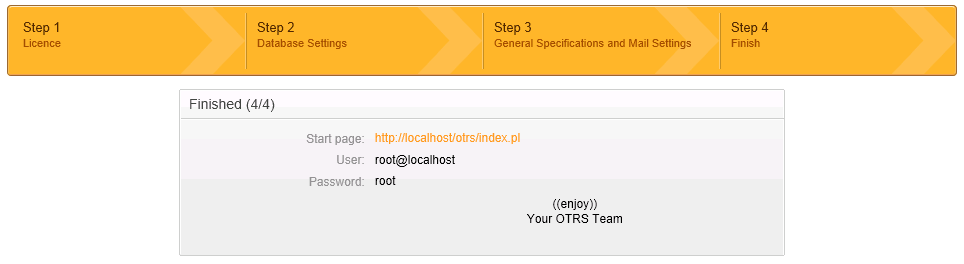 Step 1
Licence
Step 2
Database Settings
Step 3
General Specifications and Mail Settings
Step 4
Finish
Finished (4/4)
Start page: http://localhost/otrs/index.pl
User: root@localhost
Password: root
((enjoy))
Your OTRS Team